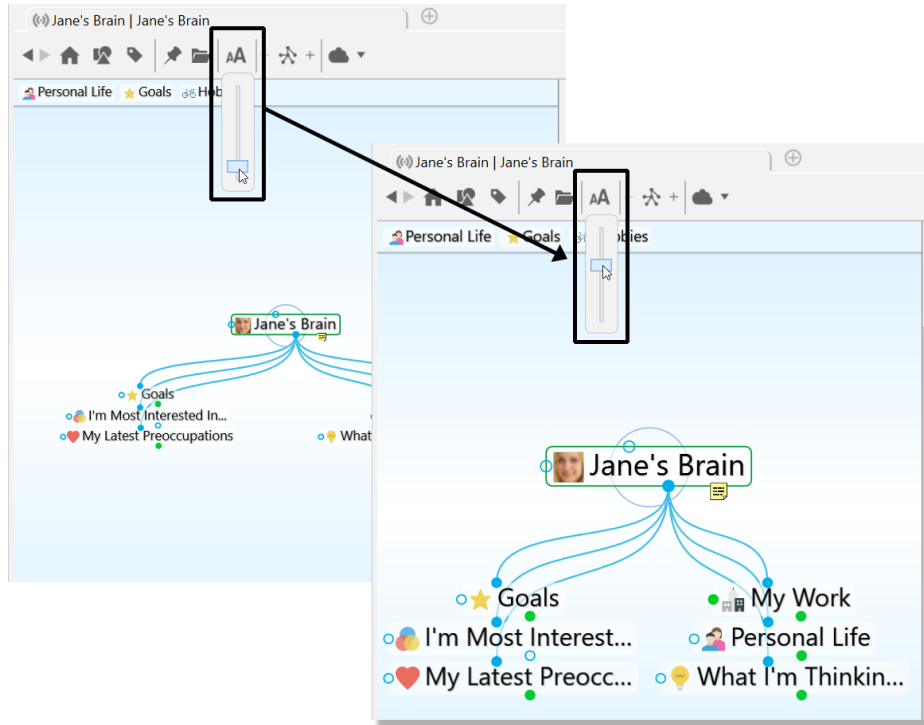 Jane's Brain | Jane's Brain
AA
Personal Life Goals Hob
Jane's Brain
Goals
I'm Most Interested In...
My Latest Preoccupations
What
Jane's Brain | Jane's Brain
AA
Personal Life Goals bies
Jane's Brain
Goals My Work
I'm Most Interest... Personal Life
My Latest Preocc... What I'm Thinkin...